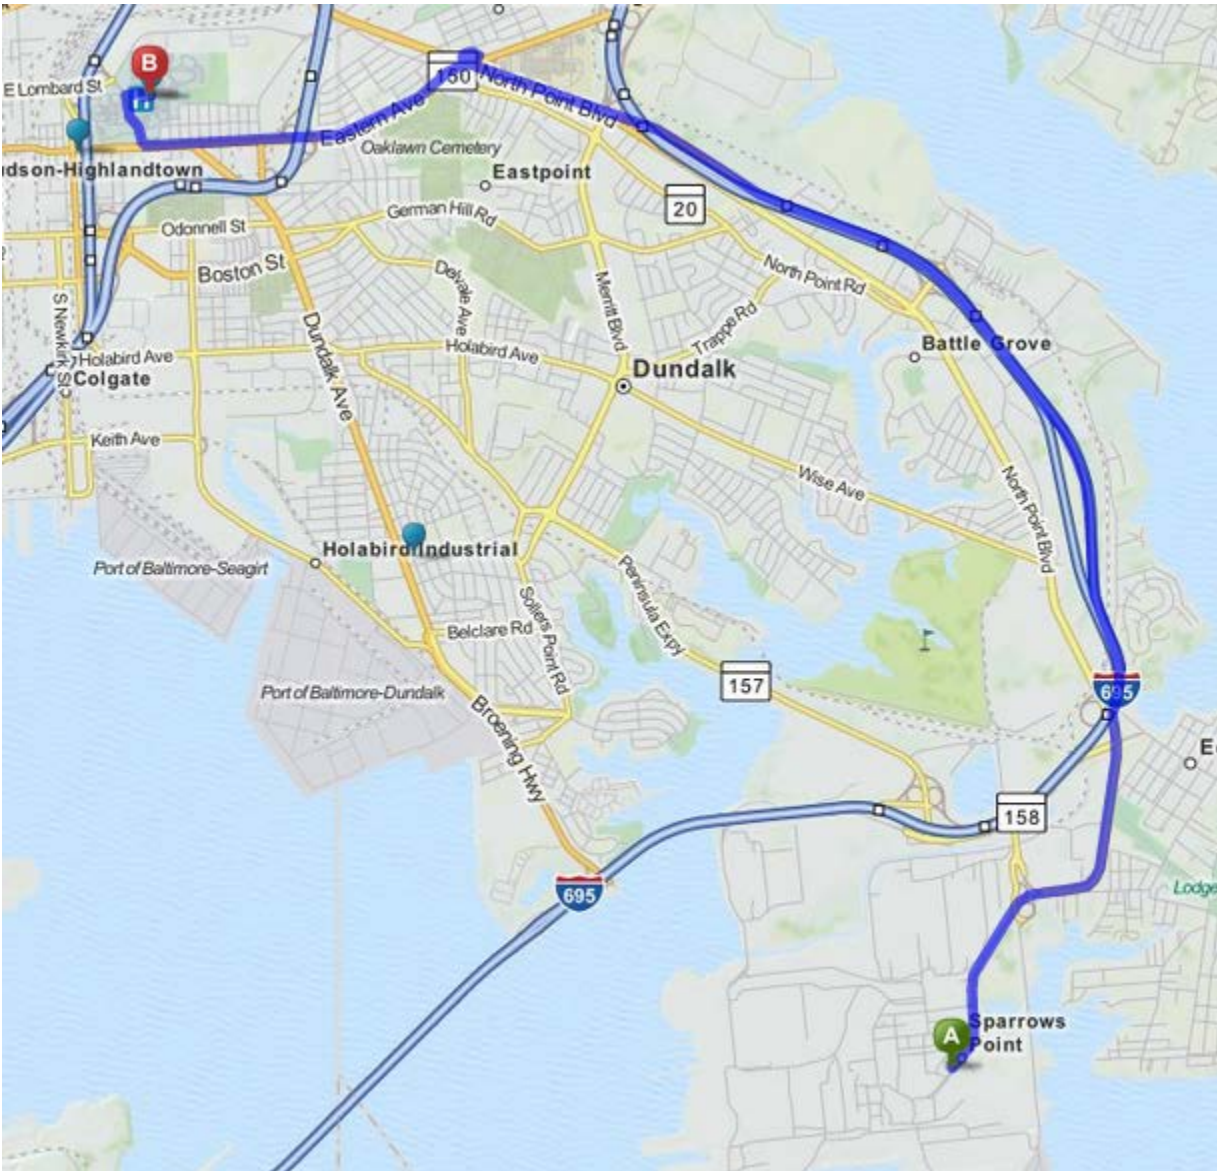 B
150
E Lombard St
North Point Blvd
Eastern Ave
Oaklawn Cemetery
dson-Highlandtown
Eastpoint
20
German Hill Rd
Odonnell St
Boston St
Delvale Ave
North Point Rd
Merritt Blvd
S Newkirk St
Dundalk Ave
Trappe Rd
Holabird Ave
Holabird Ave
Battle Grove
Colgate
Dundalk
Keith Ave
Wise Ave
North Point Blvd
Holabird/Industrial
Port of Baltimore-Seagirt
Peninsula Expy
Sollers Point Rd
Belclare Rd
157
695
Port of Baltimore-Dundalk
Broening Hwy
E
158
695
Lodge
A
Sparrows
Point